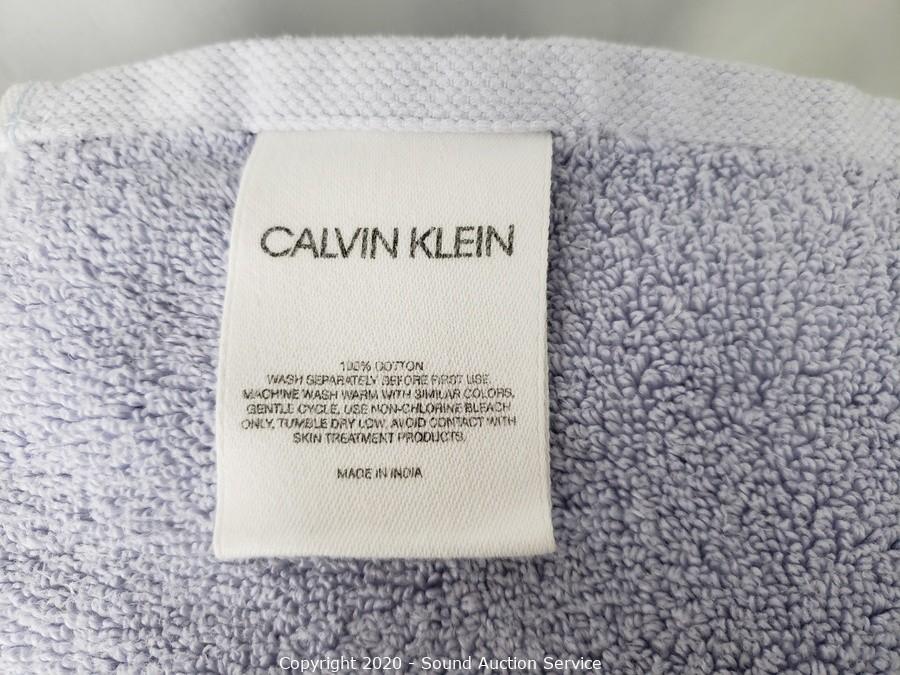 CALVIN KLEIN
100% COTTON
WASH SEPARATELY BEFORE FIRST USE.
MACHINE WASH WARM WITH SIMILAR COLORS.
GENTLE CYCLE, USE NON-CHLORINE BLEACH
ONLY. TUMBLE DRY LOW. AVOID CONTACT WITH
SKIN TREATMENT PRODUCTS.
MADE IN INDIA
Copyright 2020 - Sound Auction Service